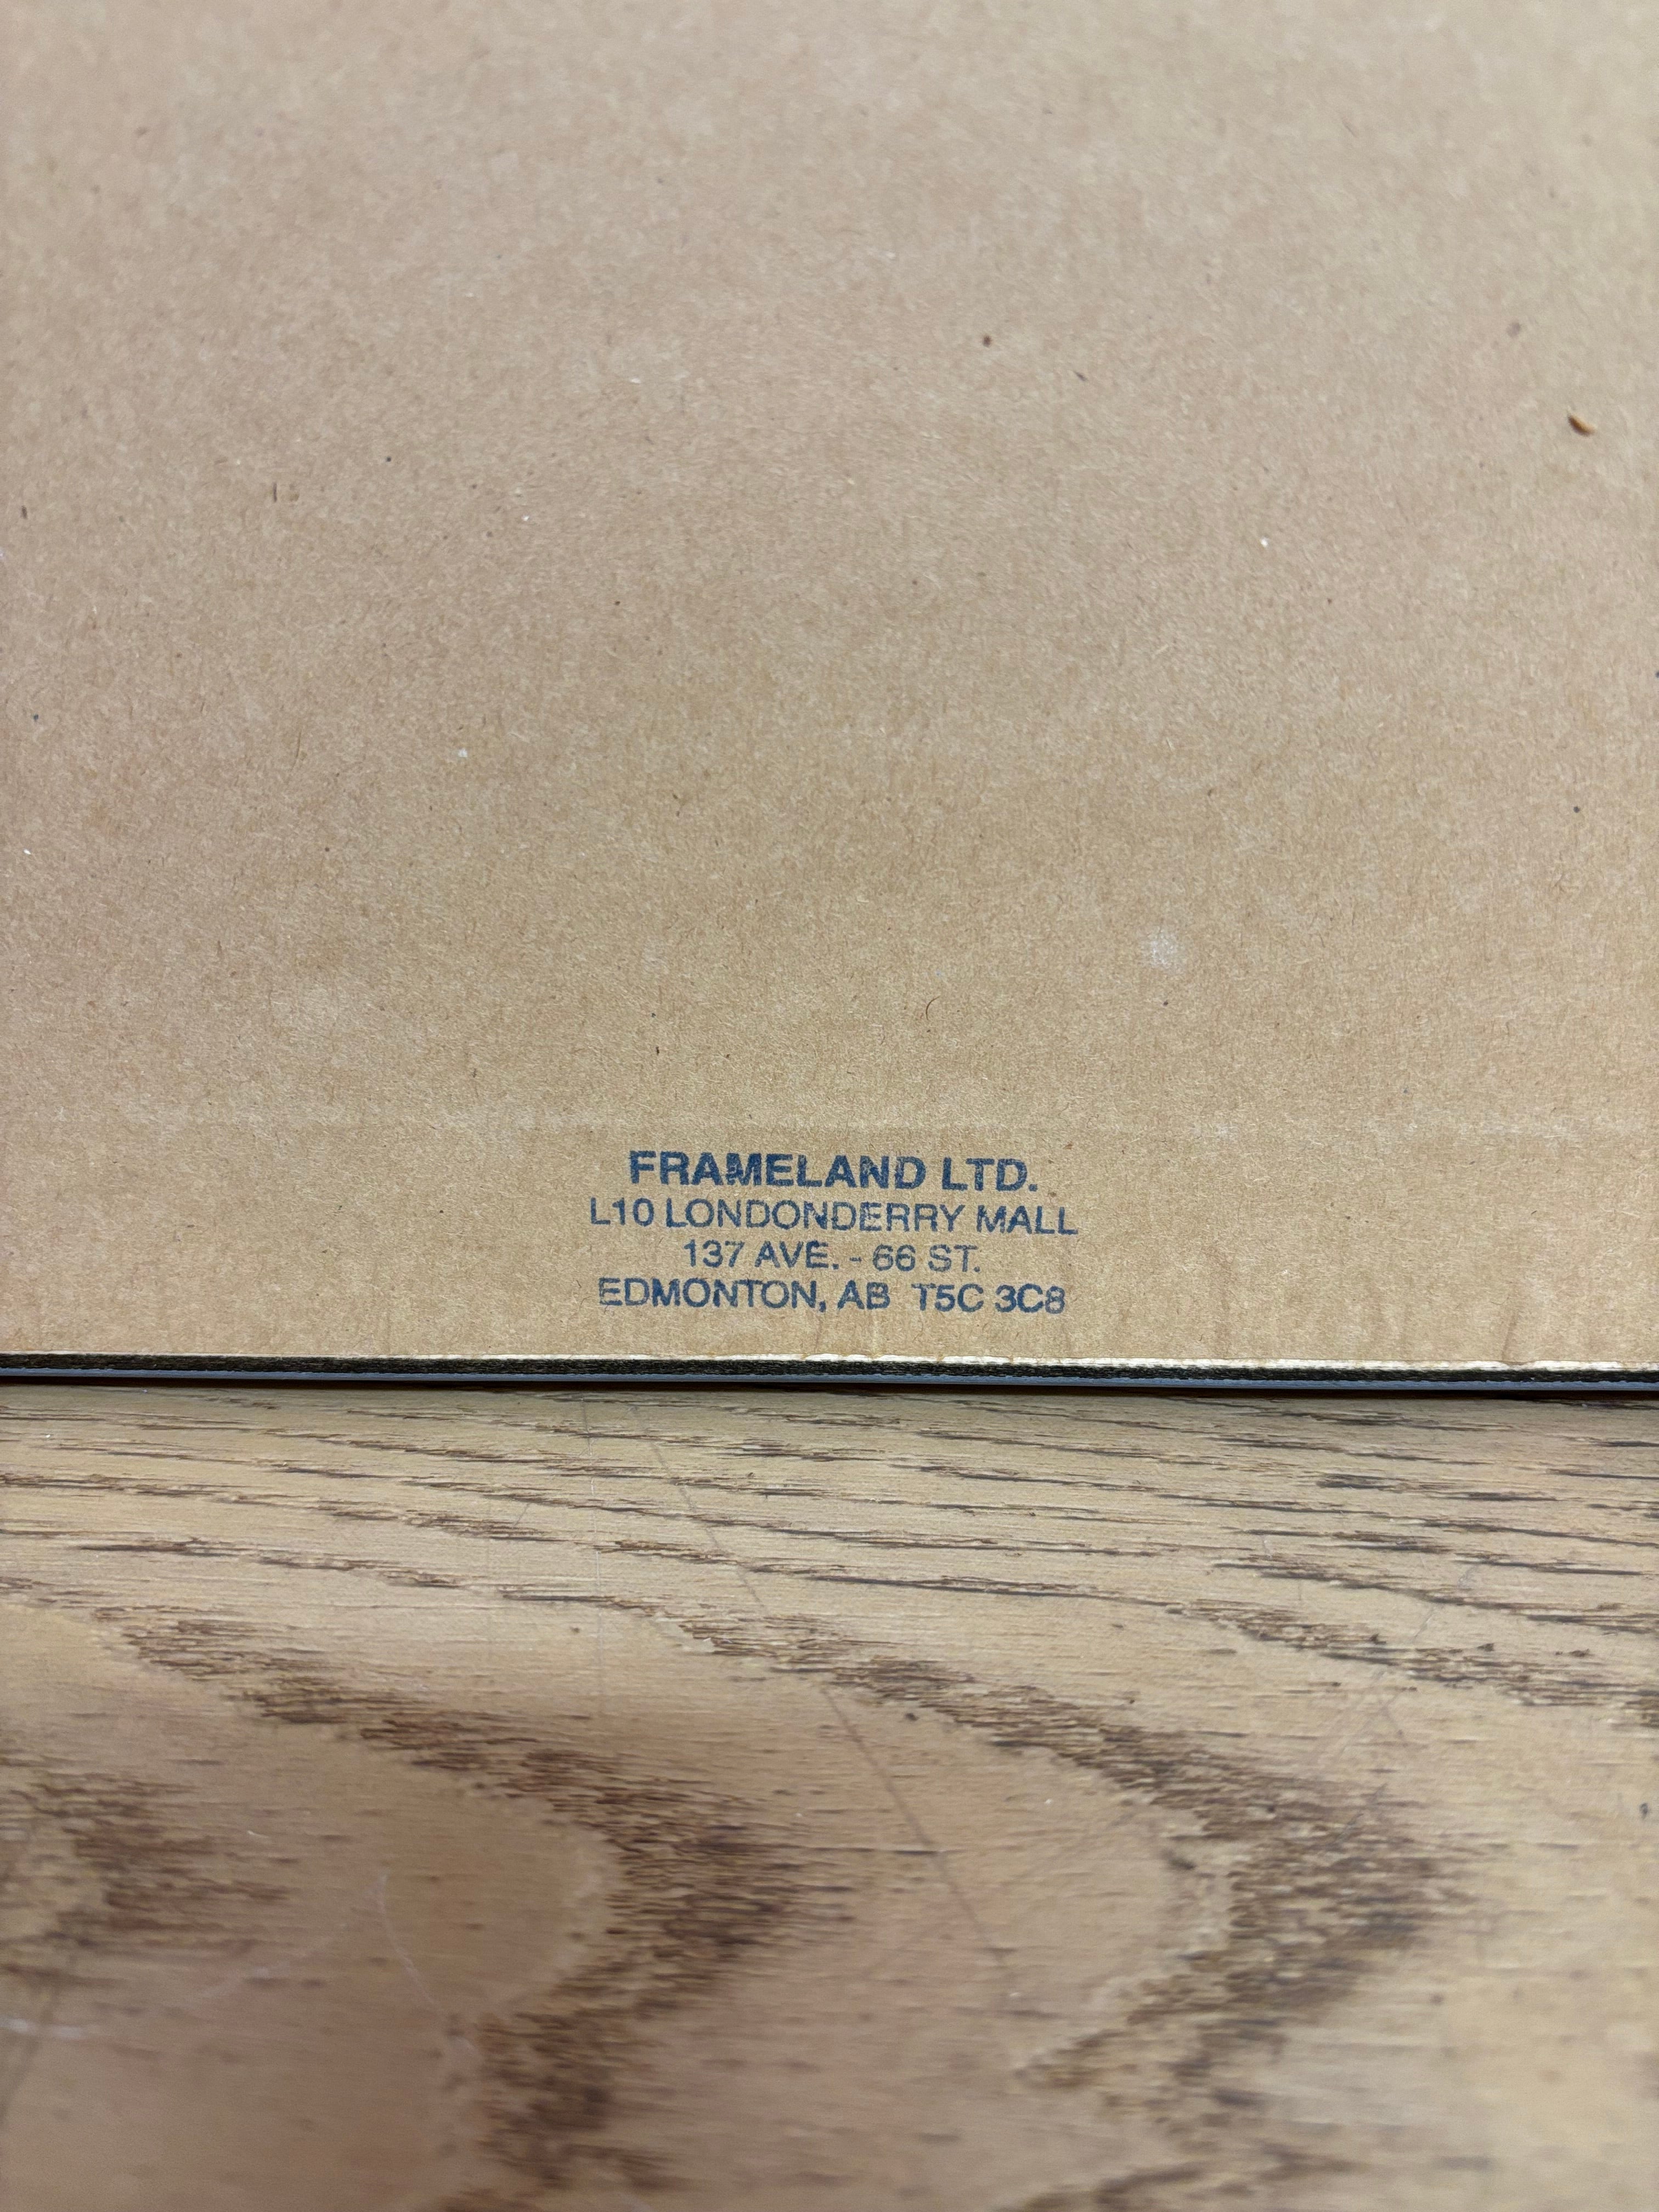 FRAMELAND LTD.
L10 LONDONDERRY MALL
137 AVE. - 66 ST.
EDMONTON, AB T5C 3C8